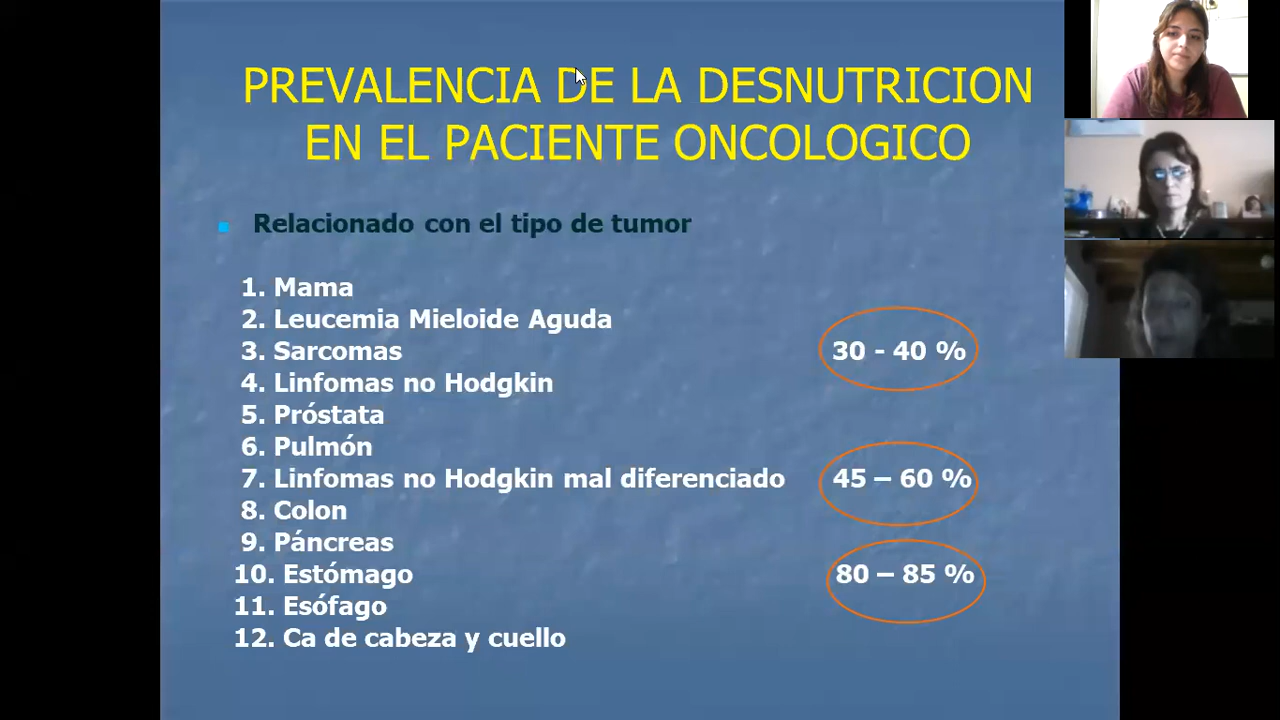 PREVALENCIA DE LA DESNUTRICION
EN EL PACIENTE ONCOLOGICO
Relacionado con el tipo de tumor
1. Mama
2. Leucemia Mieloide Aguda
3. Sarcomas
30 - 40 %
4. Linfomas no Hodgkin
5. Próstata
6. Pulmón
7. Linfomas no Hodgkin mal diferenciado
45 – 60 %
8. Colon
9. Páncreas
10. Estómago
80 – 85 %
11. Esófago
12. Ca de cabeza y cuello